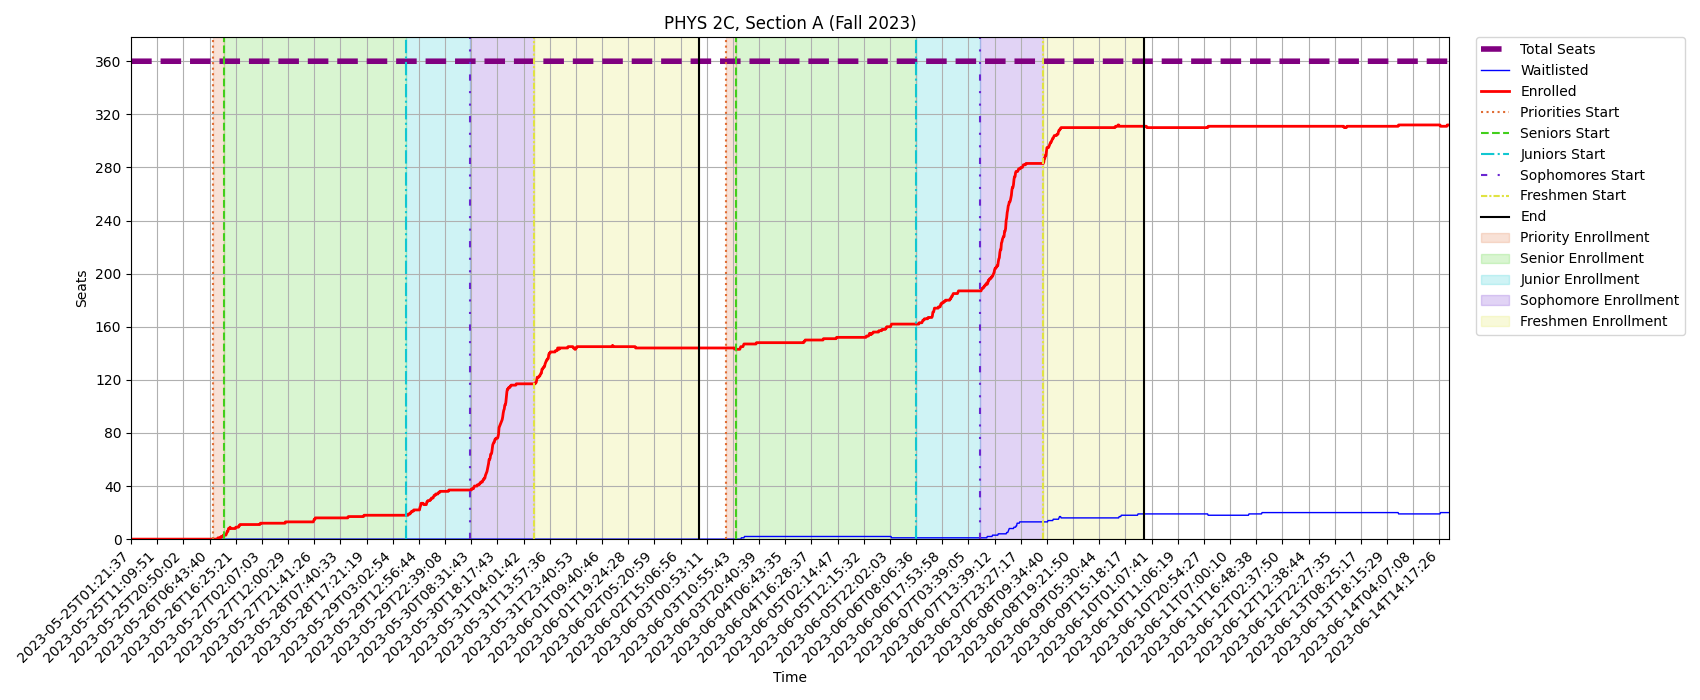 PHYS 2C, Section A (Fall 2023)
Seats
360
320
280
240
200
160
120
80
40
0
2023-05-25T01:21:37
2023-05-25T11:09:51
2023-05-25T20:50:02
2023-05-26T06:43:40
2023-05-26T16:25:21
2023-05-27T02:07:03
2023-05-27T12:00:29
2023-05-27T21:41:26
2023-05-28T07:40:33
2023-05-28T17:21:19
2023-05-29T03:02:54
2023-05-29T12:56:44
2023-05-29T22:39:08
2023-05-30T08:31:43
2023-05-30T18:17:43
2023-05-31T04:01:42
2023-05-31T13:57:36
2023-05-31T23:40:53
2023-06-01T09:40:46
2023-06-01T19:24:28
2023-06-02T05:20:59
2023-06-02T15:06:56
2023-06-03T00:53:11
2023-06-03T10:55:43
2023-06-03T20:40:39
2023-06-04T06:43:35
2023-06-04T16:28:37
2023-06-05T02:14:47
2023-06-05T12:15:32
2023-06-05T22:02:03
2023-06-06T08:06:36
2023-06-06T17:53:58
2023-06-07T03:39:05
2023-06-07T13:39:12
2023-06-07T23:27:17
2023-06-08T09:34:40
2023-06-08T19:21:50
2023-06-09T05:30:44
2023-06-09T15:18:17
2023-06-10T01:07:41
2023-06-10T11:06:19
2023-06-10T20:54:27
2023-06-11T07:00:16
2023-06-11T16:48:38
2023-06-12T02:37:50
2023-06-12T12:38:44
2023-06-12T22:27:35
2023-06-13T08:25:17
2023-06-13T18:15:29
2023-06-14T04:07:08
2023-06-14T14:17:26
Time
Total Seats
Waitlisted
Enrolled
Priorities Start
Seniors Start
Juniors Start
Sophomores Start
Freshmen Start
End
Priority Enrollment
Senior Enrollment
Junior Enrollment
Sophomore Enrollment
Freshmen Enrollment